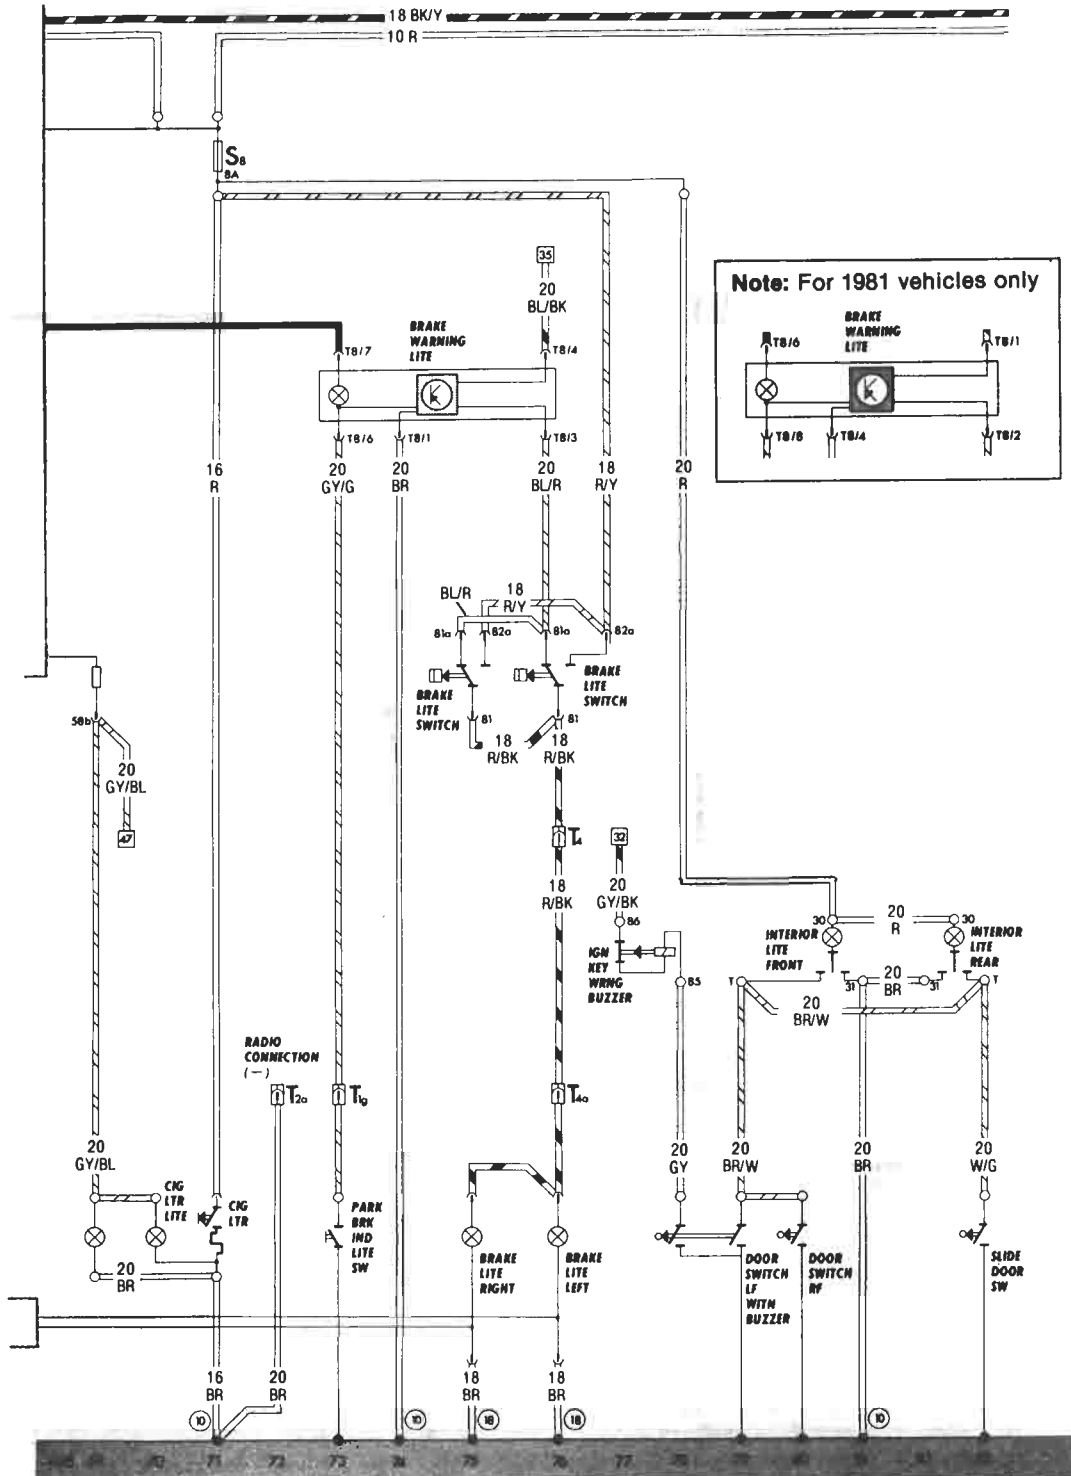 18 BK/Y
10 R
S8
8A
35
20
BL/BK
Note: For 1981 vehicles only
BRAKE
WARNING
LITE
T8/7
T8/4
BRAKE
WARNING
LITE
T8/6
T8/1
T8/6
T8/1
T8/3
T8/8
T8/4
T8/2
16
R
20
GY/G
20
BR
20
BL/R
18
R/Y
20
R
BL/R
18
R/Y
81a
82a
81a
82a
BRAKE
LITE
SWITCH
BRAKE
LITE
SWITCH
58b
81
81
18
R/BK
18
R/BK
20
GY/BL
47
T4
32
18
R/BK
20
GY/BK
86
30
20
R
30
INTERIOR
LITE
FRONT
INTERIOR
LITE
REAR
IGN
KEY
WRNG
BUZZER
85
T
31
20
BR
31
T
20
BR/W
RADIO
CONNECTION
(—)
T2a
T1g
T4a
20
GY/BL
20
GY
20
BR/W
20
BR
20
W/G
CIG
LTR
LITE
CIG
LTR
PARK
BRK
IND
LITE
SW
BRAKE
LITE
RIGHT
BRAKE
LITE
LEFT
DOOR
SWITCH
LF
WITH
BUZZER
DOOR
SWITCH
RF
SLIDE
DOOR
SW
20
BR
16
BR
20
BR
18
BR
18
BR
10
10
18
18
10
70
71
72
73
74
75
76
77